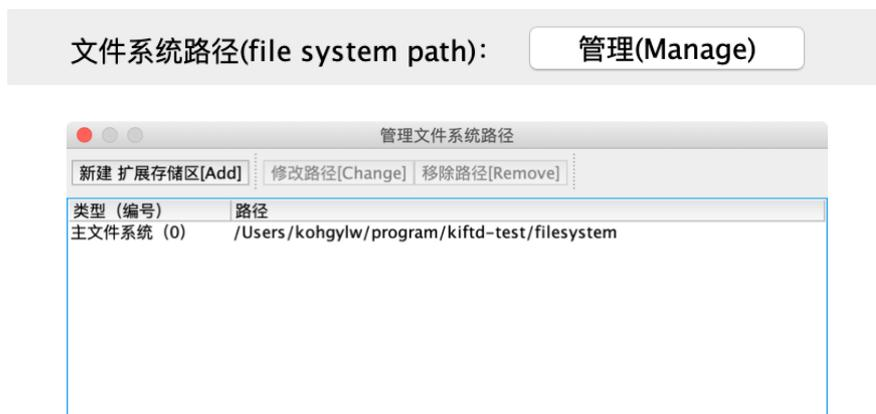 文件系统路径(file system path)： 管理(Manage)
管理文件系统路径
新建 扩展存储区[Add] 修改路径[Change] 移除路径[Remove]
类型（编号） 路径
主文件系统（0） /Users/kohgylw/program/kiftd-test/filesystem